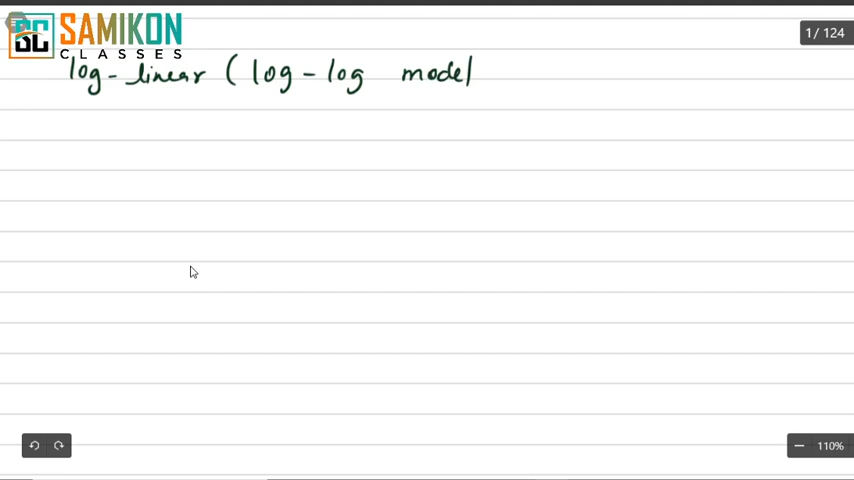 SAMIKON
CLASSES
1/ 124
log - linear ( log - log model
110%